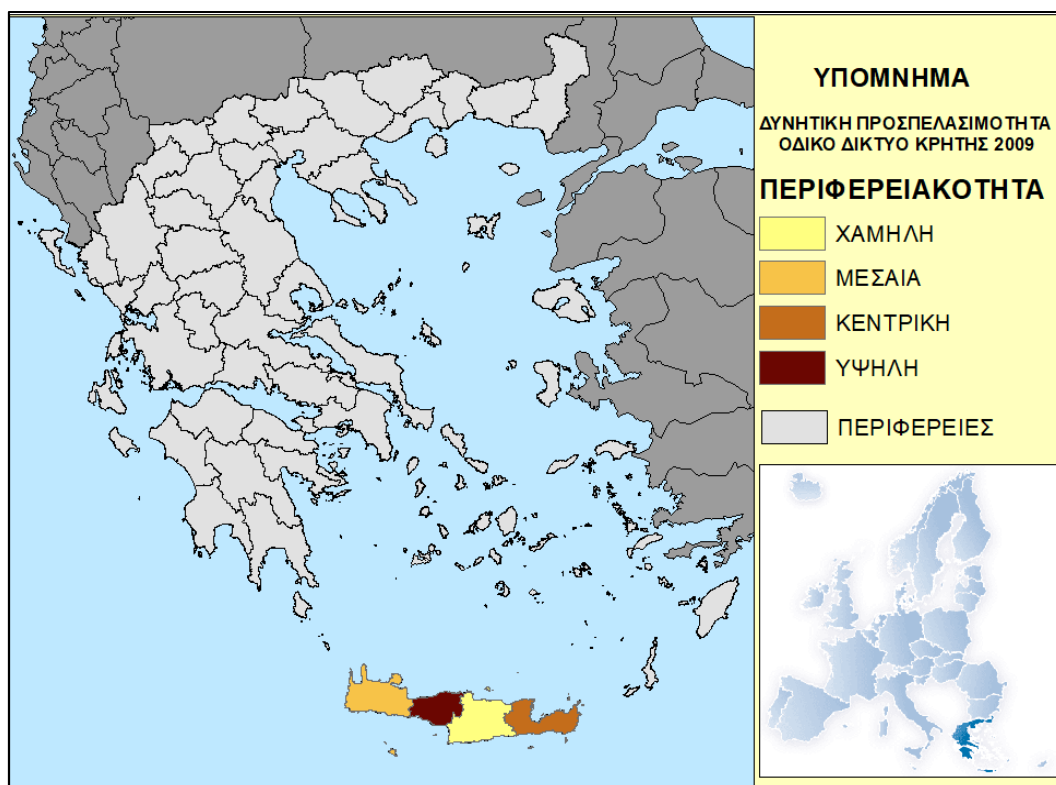 ΥΠΟΜΝΗΜΑ
ΔΥΝΗΤΙΚΗ ΠΡΟΣΠΕΛΑΣΙΜΟΤΗΤΑ
ΟΔΙΚΟ ΔΙΚΤΥΟ ΚΡΗΤΗΣ 2009
ΠΕΡΙΦΕΡΕΙΑΚΟΤΗΤΑ
ΧΑΜΗΛΗ
ΜΕΣΑΙΑ
ΚΕΝΤΡΙΚΗ
ΥΨΗΛΗ
ΠΕΡΙΦΕΡΕΙΕΣ